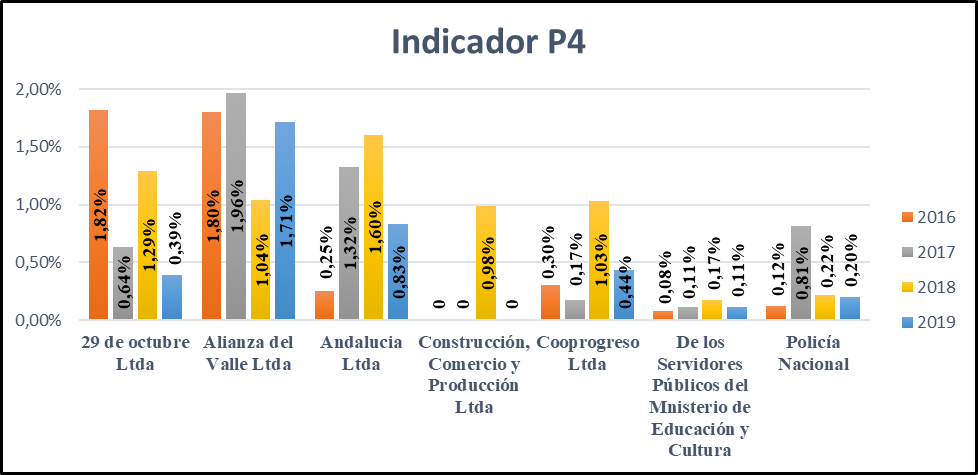 Indicador P4
2,00%
1,50%
1,00%
0,50%
0,00%
1,82%
0,64%
1,29%
0,39%
1,80%
1,96%
1,04%
1,71%
0,25%
1,32%
1,60%
0,83%
0
0
0,98%
0
0,30%
0,17%
1,03%
0,44%
0,08%
0,11%
0,17%
0,11%
0,12%
0,81%
0,22%
0,20%
29 de octubre
Ltda
Alianza del
Valle Ltda
Andalucia
Ltda
Construcción,
Comercio y
Producción
Ltda
Cooprogreso
Ltda
De los
Servidores
Públicos del
Mnisterio de
Educación y
Cultura
Policía
Nacional
2016
2017
2018
2019